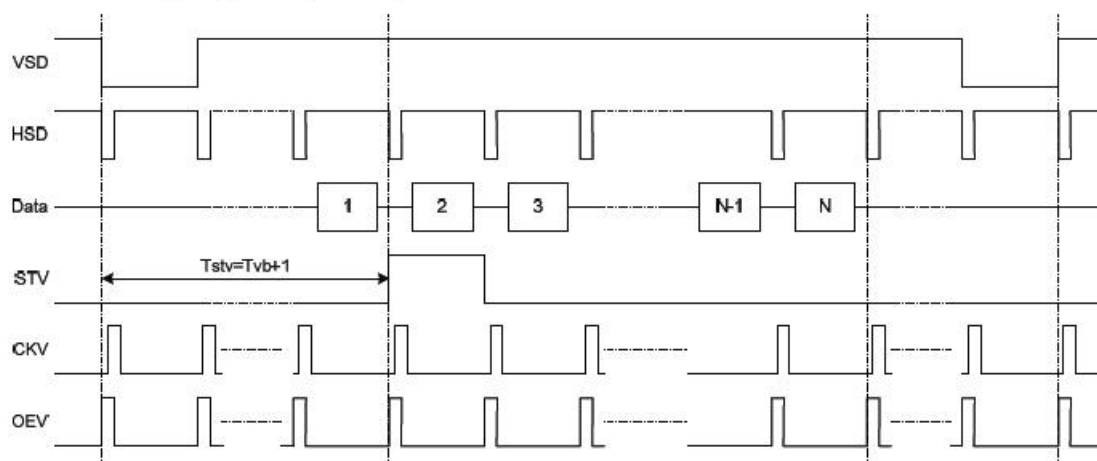 VSD
HSD
Data 1 2 3 N-1 N
Tstv=Tvb+1
STV
CKV
OEV